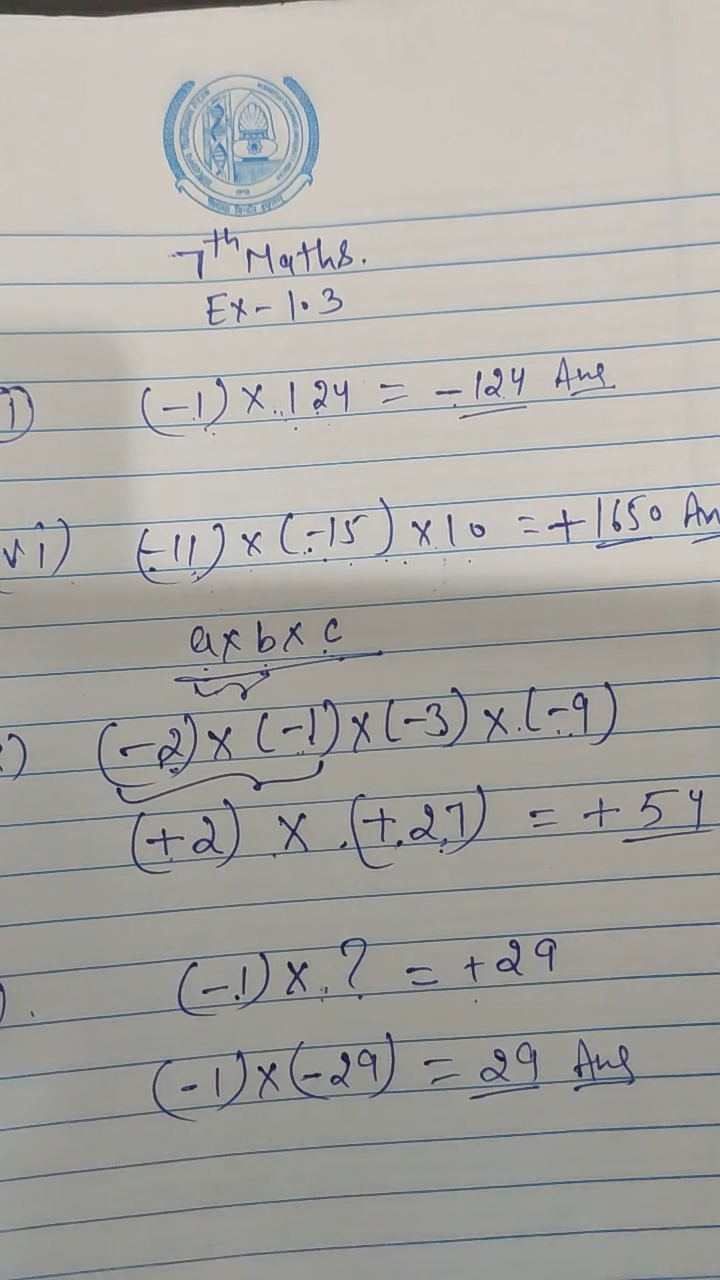 7th Maths.
Ex- 1.3
i) (-1) × 124 = -124 Ans
vi) (-11) × (-15) × 10 = +1650 An
a × b × c
) (-2) × (-1) × (-3) × (-9)
(+2) × (+27) = +54
). (-1) × ? = +29
(-1) × (-29) = 29 Ans